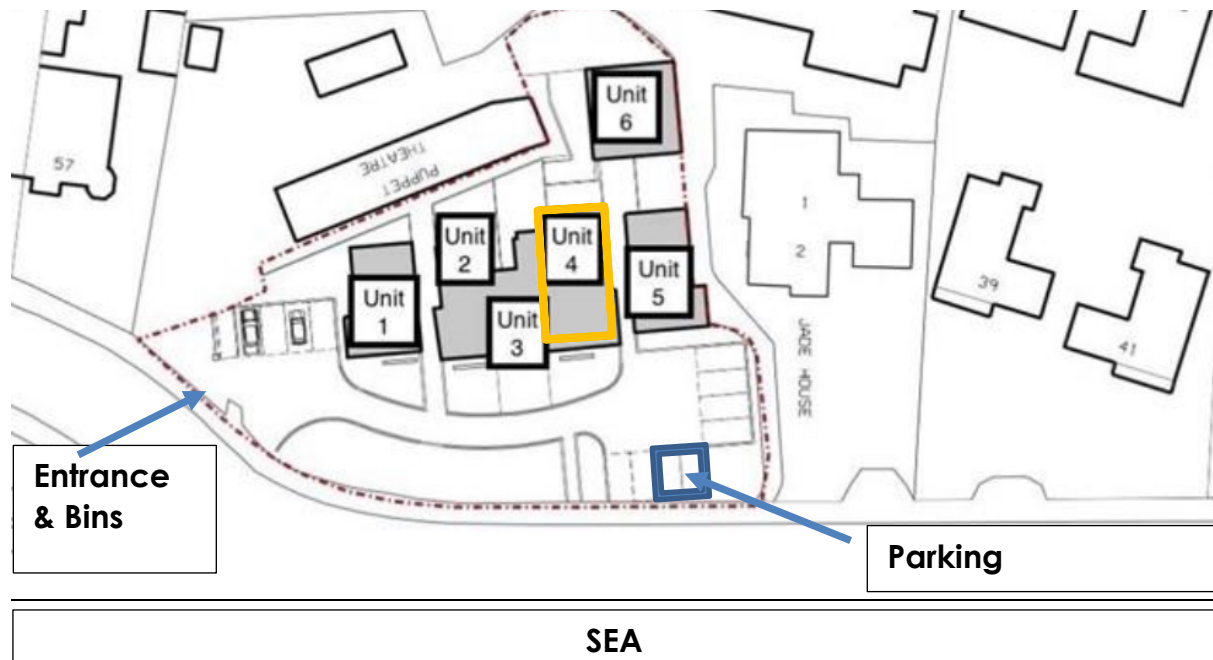 Unit
6
57
PUPPET
THEATRE
1
2
Unit
2
Unit
4
Unit
5
39
Unit
1
Unit
3
41
JADE HOUSE
Entrance
& Bins
Parking
SEA